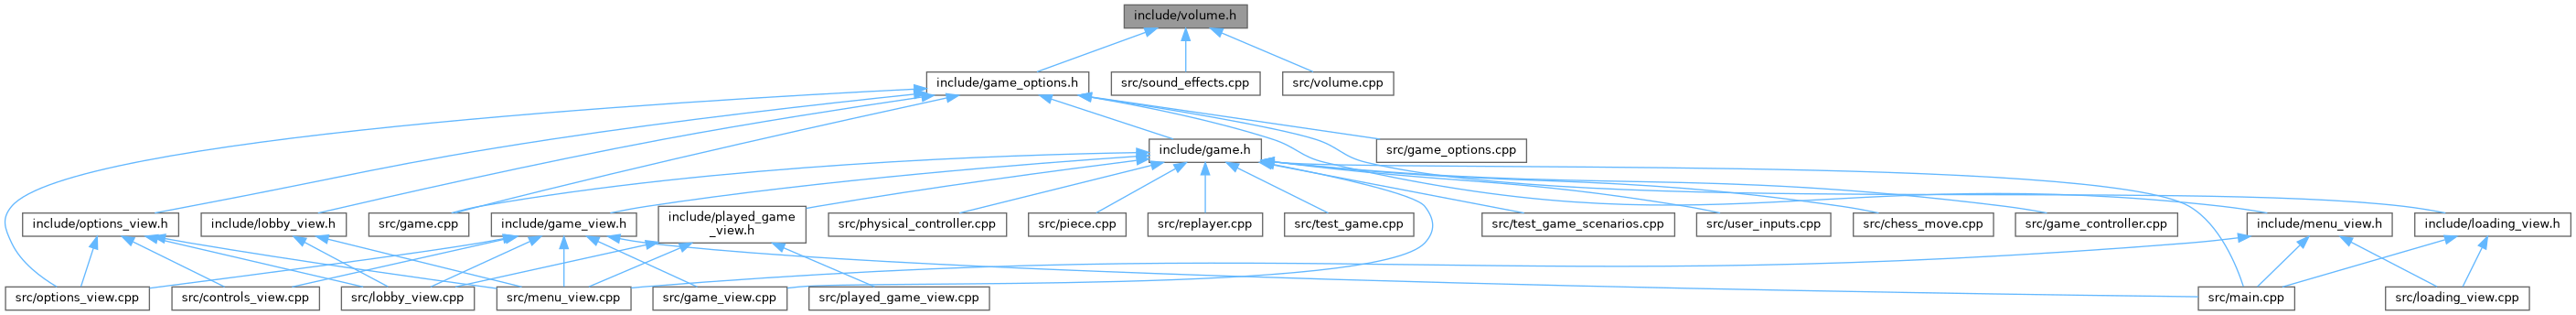 include/volume.h
include/game_options.h
src/sound_effects.cpp
src/volume.cpp
include/game.h
src/game_options.cpp
include/options_view.h
include/lobby_view.h
src/game.cpp
include/game_view.h
include/played_game
_view.h
src/physical_controller.cpp
src/piece.cpp
src/replayer.cpp
src/test_game.cpp
src/test_game_scenarios.cpp
src/user_inputs.cpp
src/chess_move.cpp
src/game_controller.cpp
include/menu_view.h
include/loading_view.h
src/options_view.cpp
src/controls_view.cpp
src/lobby_view.cpp
src/menu_view.cpp
src/game_view.cpp
src/played_game_view.cpp
src/main.cpp
src/loading_view.cpp